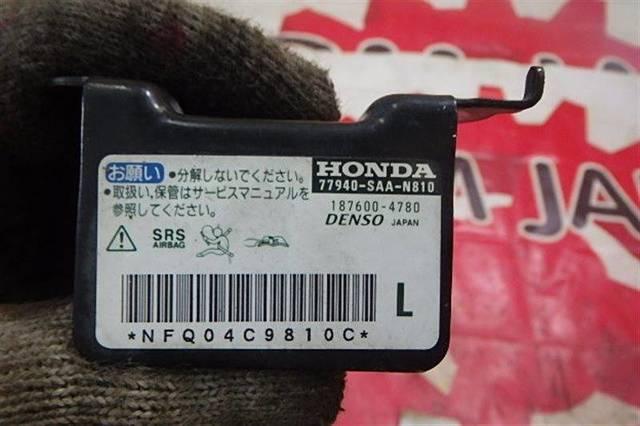 お願い
•分解しないでください。
•取扱い、保管はサービスマニュアルを
参照してください。
HONDA
77940-SAA-N810
187600-4780
DENSO JAPAN
SRS
AIRBAG
L
*NFQ04C9810C*